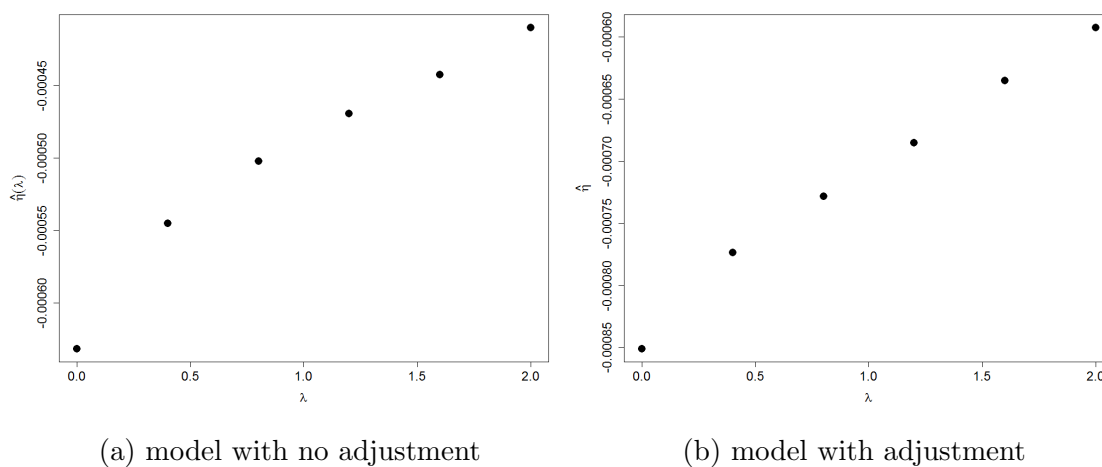 -0.00045
-0.00050
-0.00055
-0.00060
η̂(λ)
0.0 0.5 1.0 1.5 2.0
λ
(a) model with no adjustment
-0.00060
-0.00065
-0.00070
-0.00075
-0.00080
-0.00085
η̂
0.0 0.5 1.0 1.5 2.0
λ
(b) model with adjustment